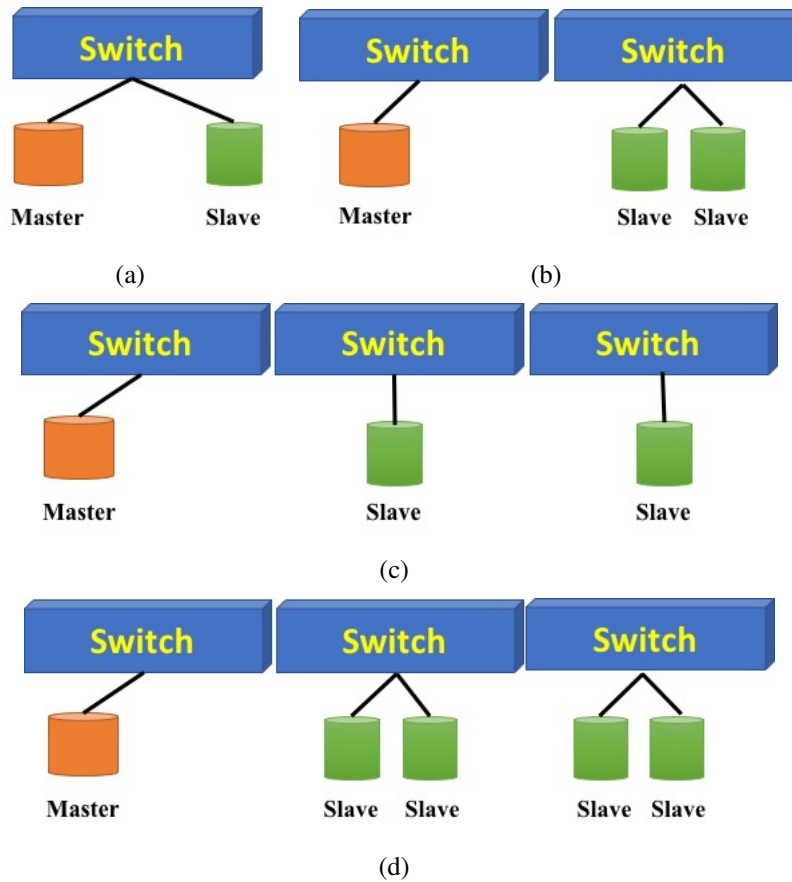 Switch
Master Slave
(a)
Switch Switch
Master Slave Slave
(b)
Switch Switch Switch
Master Slave Slave
(c)
Switch Switch Switch
Master Slave Slave Slave Slave
(d)